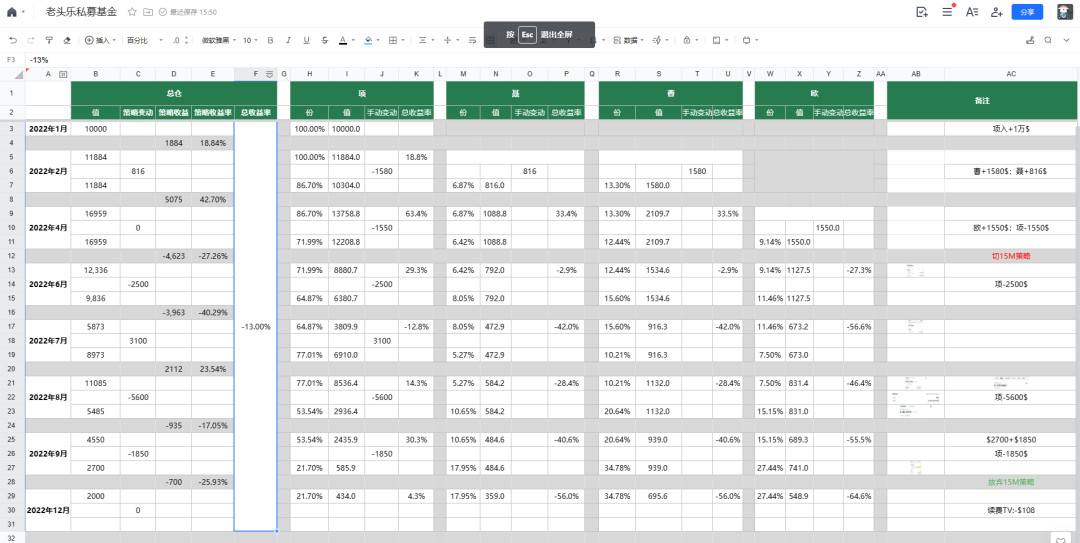 老头乐私募基金 最近保存 15:50 分享
按 Esc 退出全屏
插入 百分比 .0 微软雅黑 10 B I U S A 数据
F3 -13%
A B C D E F G H I J K L M N O P Q R S T U V W X Y Z AA AB AC
1 总仓 项 聂 曹 欧 备注
2 值 策略变动 策略收益 策略收益率 总收益率 份 值 手动变动 总收益率 份 值 手动变动 总收益率 份 值 手动变动 总收益率 份 值 手动变动 总收益率
3 2022年1月 10000 100.00% 10000.0 项入+1万$
4 1884 18.84%
5 11884 100.00% 11884.0 18.8%
6 2022年2月 816 -1580 816 1580 曹+1580$; 聂+816$
7 11884 86.70% 10304.0 6.87% 816.0 13.30% 1580.0
8 5075 42.70%
9 16959 86.70% 13758.8 63.4% 6.87% 1088.8 33.4% 13.30% 2109.7 33.5%
10 2022年4月 0 -1550 1550.0 欧+1550$; 项-1550$
11 16959 71.99% 12208.8 6.42% 1088.8 12.44% 2109.7 9.14% 1550.0
12 -4,623 -27.26% 切15M策略
13 12,336 71.99% 8880.7 29.3% 6.42% 792.0 -2.9% 12.44% 1534.6 -2.9% 9.14% 1127.5 -27.3%
14 2022年6月 -2500 -2500 项-2500$
15 9,836 64.87% 6380.7 8.05% 792.0 15.60% 1534.6 11.46% 1127.5
16 -3,963 -40.29%
17 5873 -13.00% 64.87% 3809.9 -12.8% 8.05% 472.9 -42.0% 15.60% 916.3 -42.0% 11.46% 673.2 -56.6%
18 2022年7月 3100 3100
19 8973 77.01% 6910.0 5.27% 472.9 10.21% 916.3 7.50% 673.0
20 2112 23.54%
21 11085 77.01% 8536.4 14.3% 5.27% 584.2 -28.4% 10.21% 1132.0 -28.4% 7.50% 831.4 -46.4%
22 2022年8月 -5600 -5600 项-5600$
23 5485 53.54% 2936.4 10.65% 584.2 20.64% 1132.0 15.15% 831.0
24 -935 -17.05%
25 4550 53.54% 2435.9 30.3% 10.65% 484.6 -40.6% 20.64% 939.0 -40.6% 15.15% 689.3 -55.5% $2700+$1850
26 2022年9月 -1850 -1850 项-1850$
27 2700 21.70% 585.9 17.95% 484.6 34.78% 939.0 27.44% 741.0
28 -700 -25.93% 放弃15M策略
29 2000 21.70% 434.0 4.3% 17.95% 359.0 -56.0% 34.78% 695.6 -56.0% 27.44% 548.9 -64.6%
30 2022年12月 0 续费TV:-$108
31
32